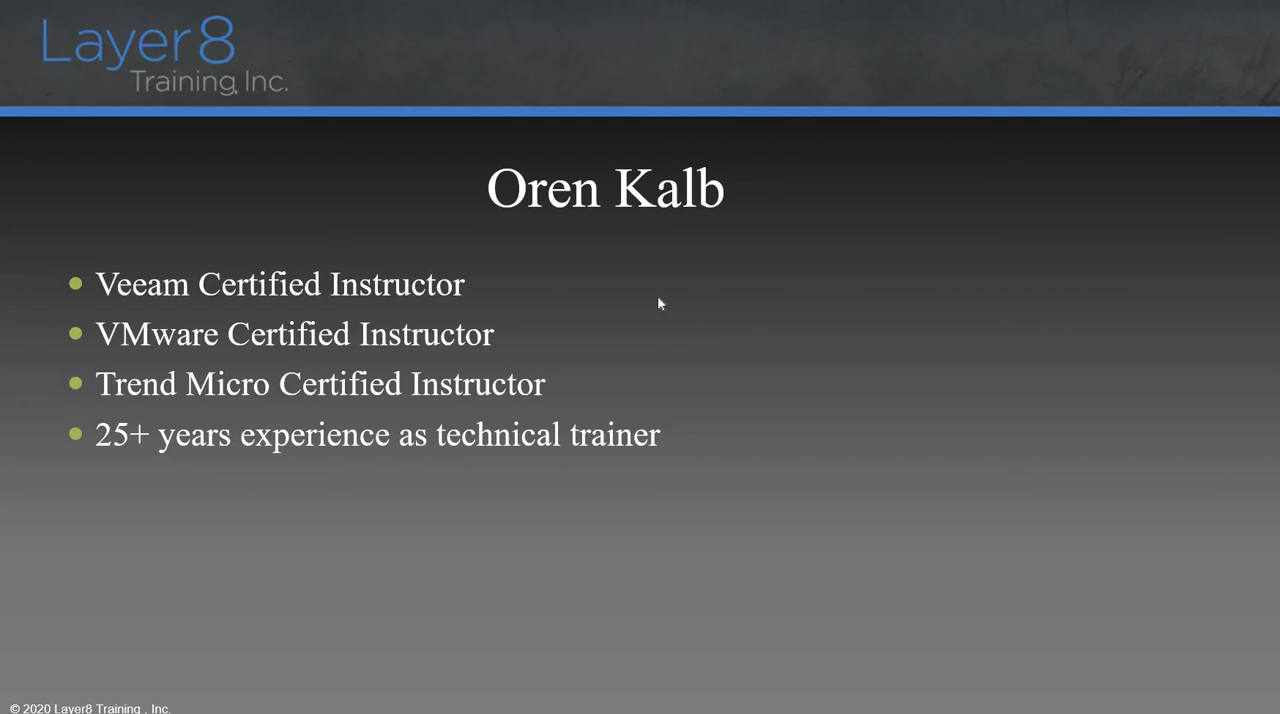 Layer8
Training, Inc.
Oren Kalb
Veeam Certified Instructor
VMware Certified Instructor
Trend Micro Certified Instructor
25+ years experience as technical trainer
© 2020 Layer8 Training , Inc.